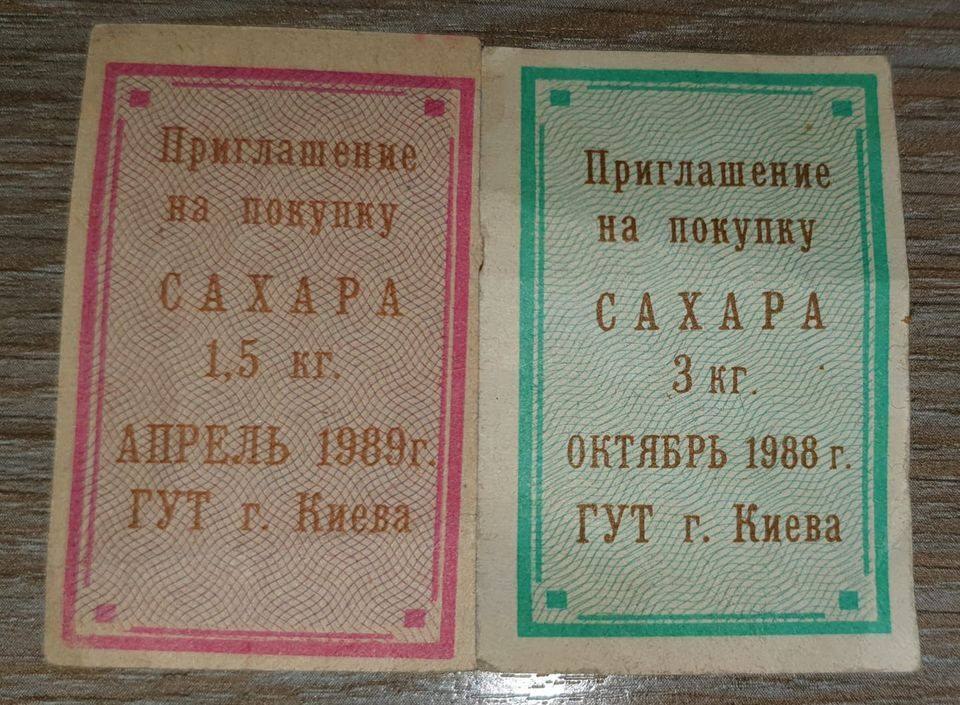 Приглашение
на покупку
САХАРА
1,5 кг.
АПРЕЛЬ 1989г.
ГУТ г. Киева
Приглашение
на покупку
САХАРА
3 кг.
ОКТЯБРЬ 1988 г.
ГУТ г. Киева